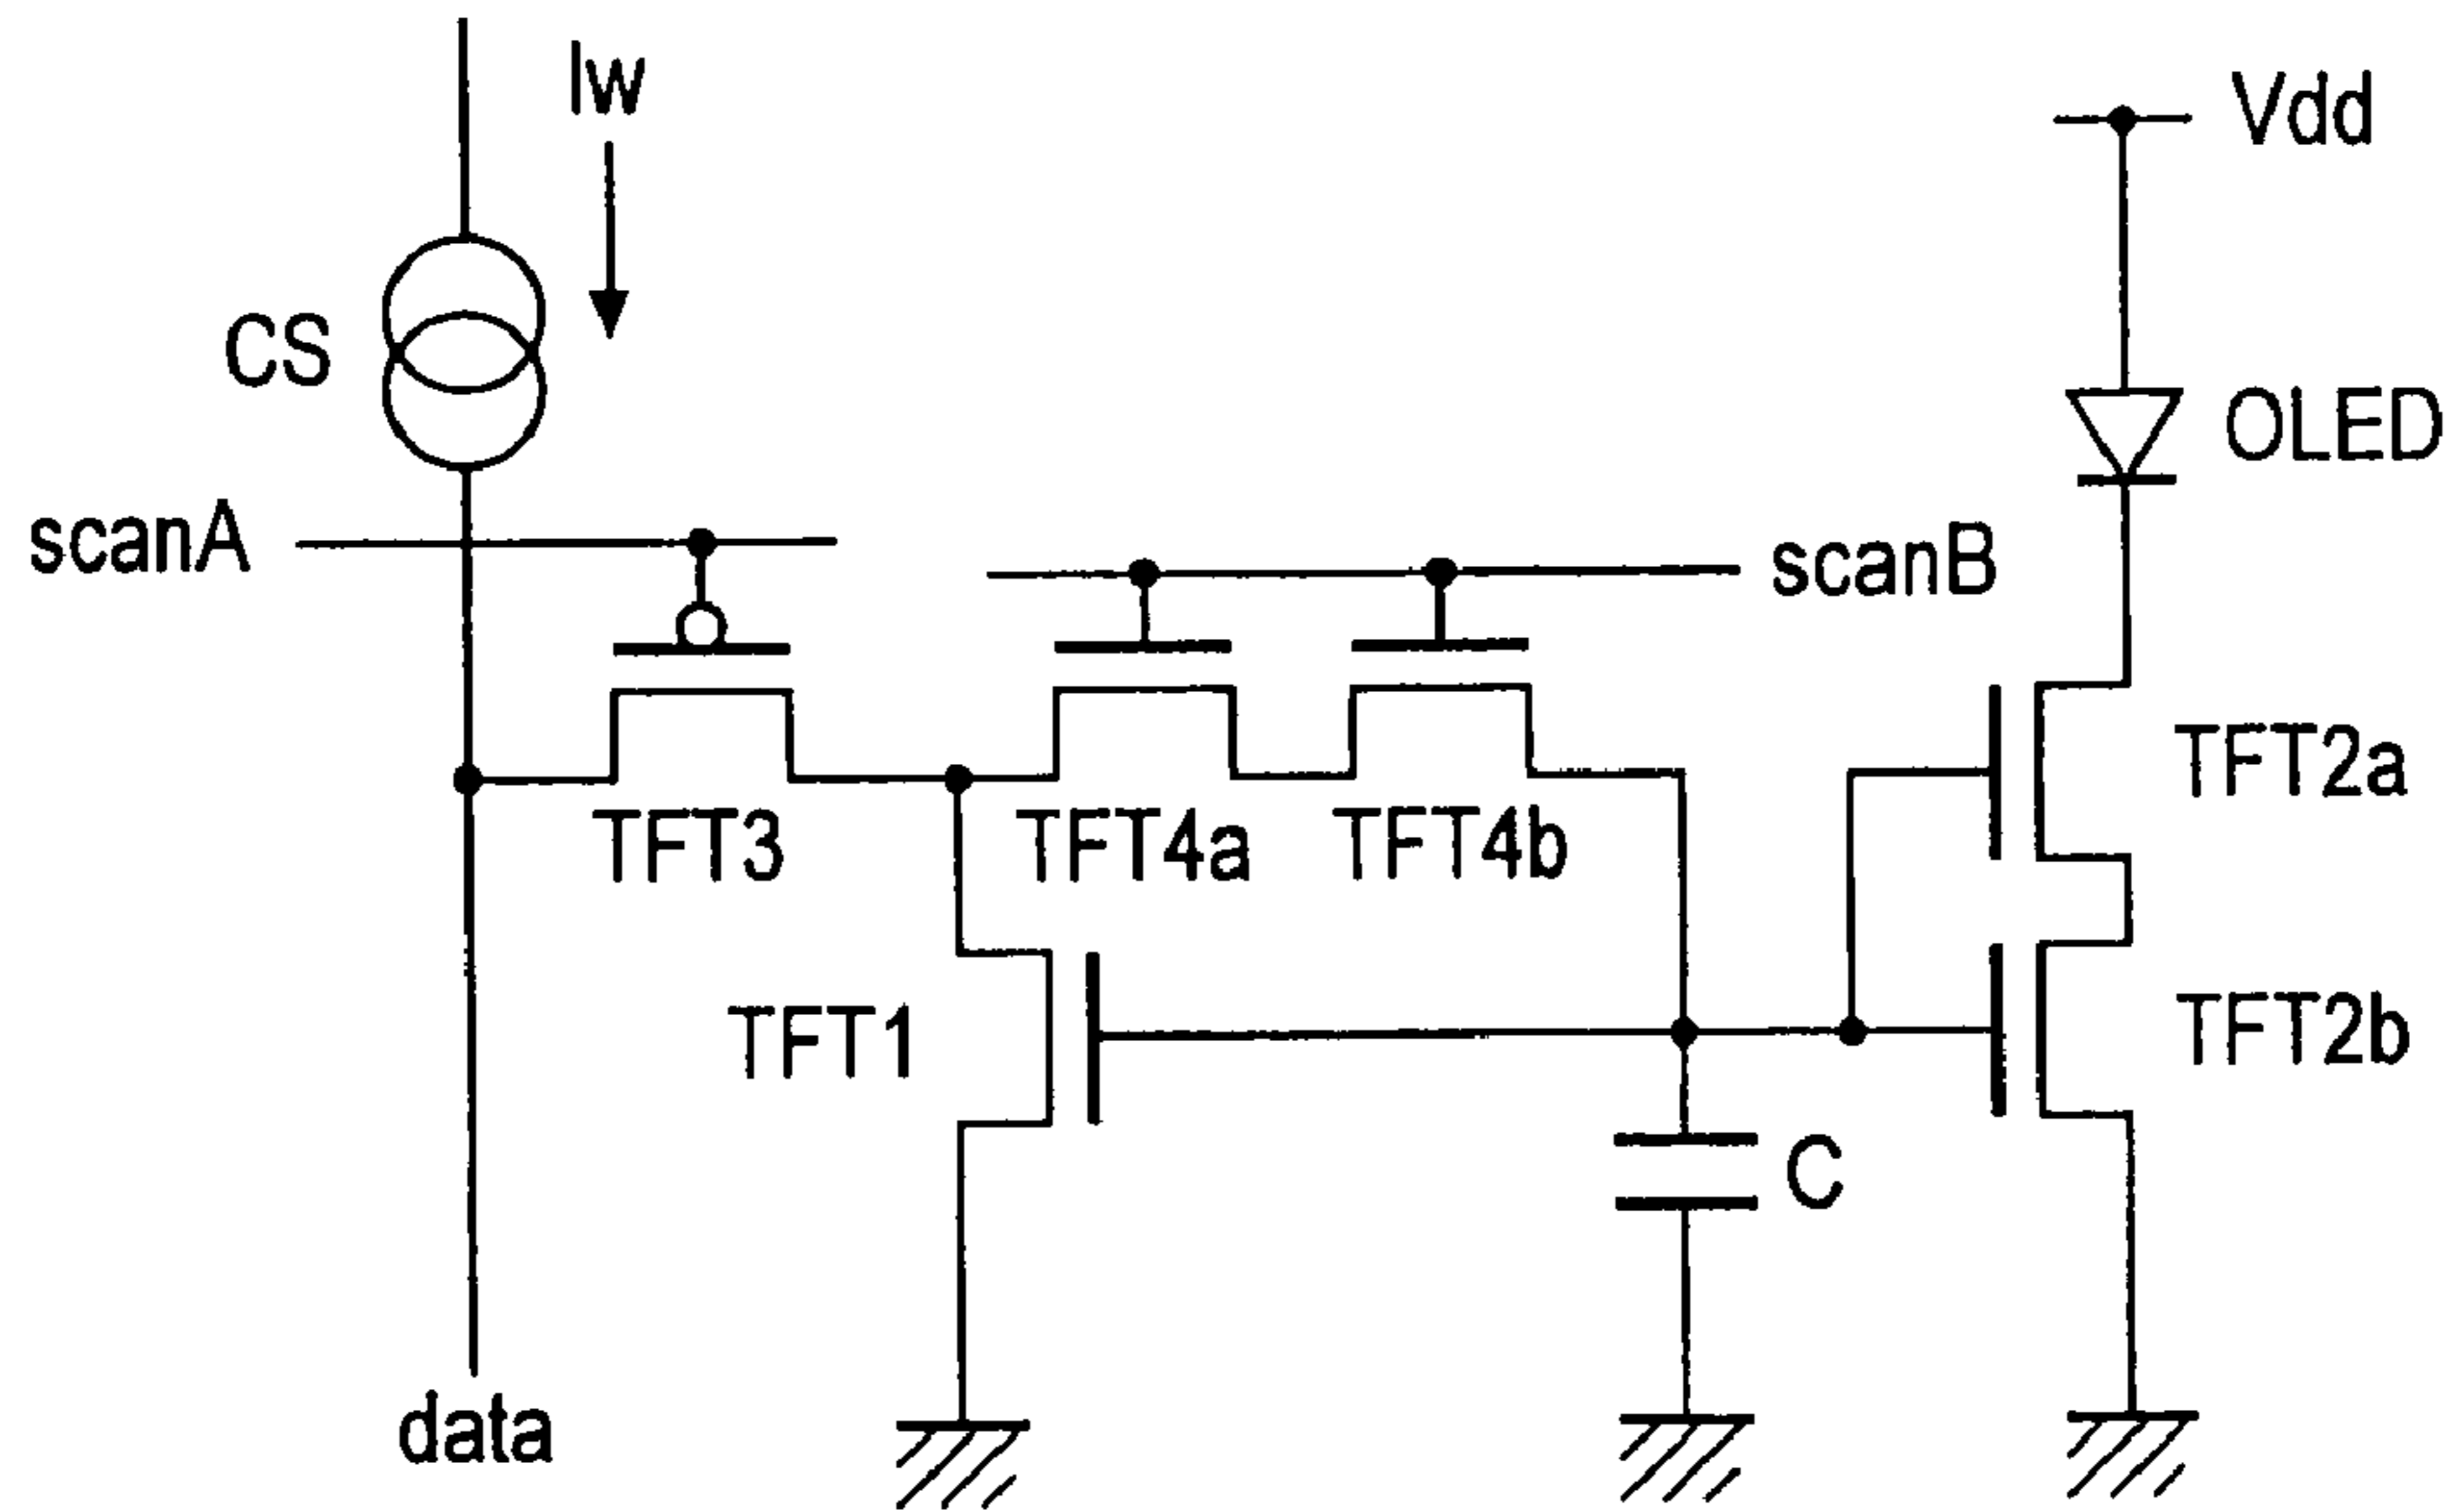 Iw
Vdd
CS
OLED
scanA
scanB
TFT3
TFT4a
TFT4b
TFT2a
TFT1
TFT2b
C
data